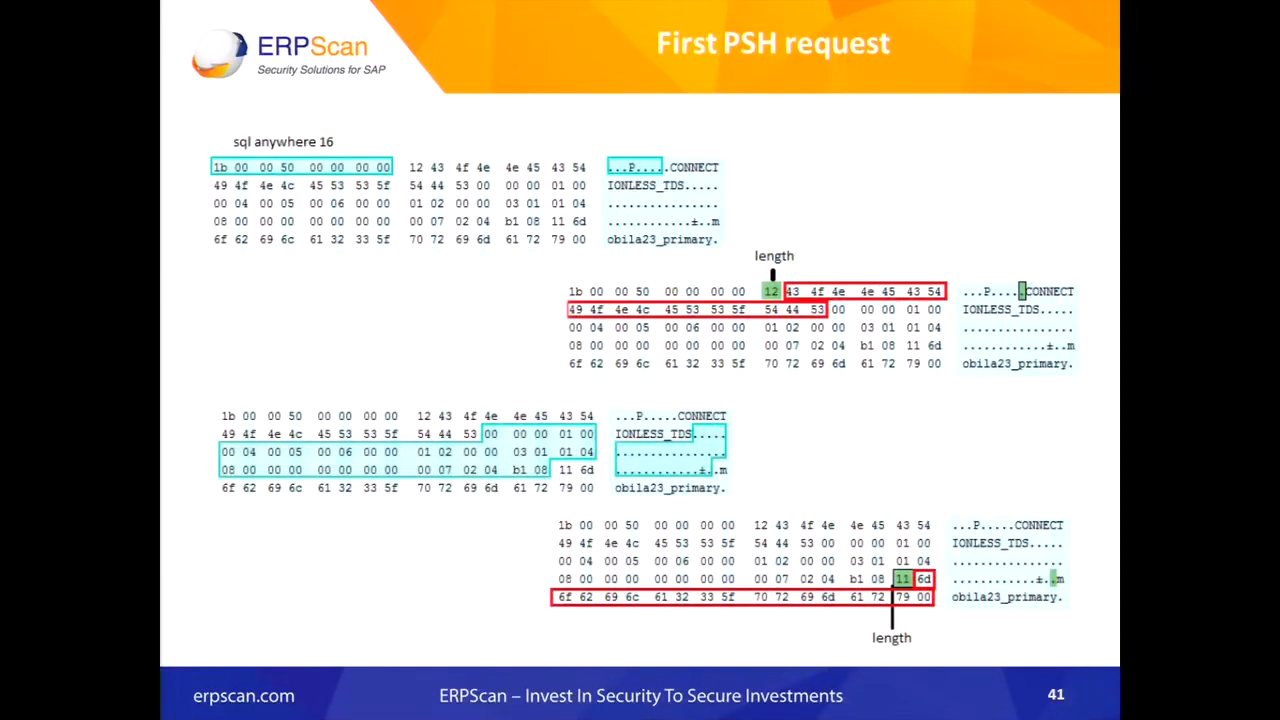 ERPScan
Security Solutions for SAP
First PSH request
sql anywhere 16
1b 00 00 50 00 00 00 00 12 43 4f 4e 4e 45 43 54 ...P.....CONNECT
49 4f 4e 4c 45 53 53 5f 54 44 53 00 00 00 01 00 IONLESS_TDS.....
00 04 00 05 00 06 00 00 01 02 00 00 03 01 01 04 ................
08 00 00 00 00 00 00 00 00 07 02 04 b1 08 11 6d ............±..m
6f 62 69 6c 61 32 33 5f 70 72 69 6d 61 72 79 00 obila23_primary.
length
1b 00 00 50 00 00 00 00 12 43 4f 4e 4e 45 43 54 ...P.....CONNECT
49 4f 4e 4c 45 53 53 5f 54 44 53 00 00 00 01 00 IONLESS_TDS.....
00 04 00 05 00 06 00 00 01 02 00 00 03 01 01 04 ................
08 00 00 00 00 00 00 00 00 07 02 04 b1 08 11 6d ............±..m
6f 62 69 6c 61 32 33 5f 70 72 69 6d 61 72 79 00 obila23_primary.
1b 00 00 50 00 00 00 00 12 43 4f 4e 4e 45 43 54 ...P.....CONNECT
49 4f 4e 4c 45 53 53 5f 54 44 53 00 00 00 01 00 IONLESS_TDS.....
00 04 00 05 00 06 00 00 01 02 00 00 03 01 01 04 ................
08 00 00 00 00 00 00 00 00 07 02 04 b1 08 11 6d ............±..m
6f 62 69 6c 61 32 33 5f 70 72 69 6d 61 72 79 00 obila23_primary.
1b 00 00 50 00 00 00 00 12 43 4f 4e 4e 45 43 54 ...P.....CONNECT
49 4f 4e 4c 45 53 53 5f 54 44 53 00 00 00 01 00 IONLESS_TDS.....
00 04 00 05 00 06 00 00 01 02 00 00 03 01 01 04 ................
08 00 00 00 00 00 00 00 00 07 02 04 b1 08 11 6d ............±..m
6f 62 69 6c 61 32 33 5f 70 72 69 6d 61 72 79 00 obila23_primary.
length
erpscan.com
ERPScan – Invest In Security To Secure Investments
41